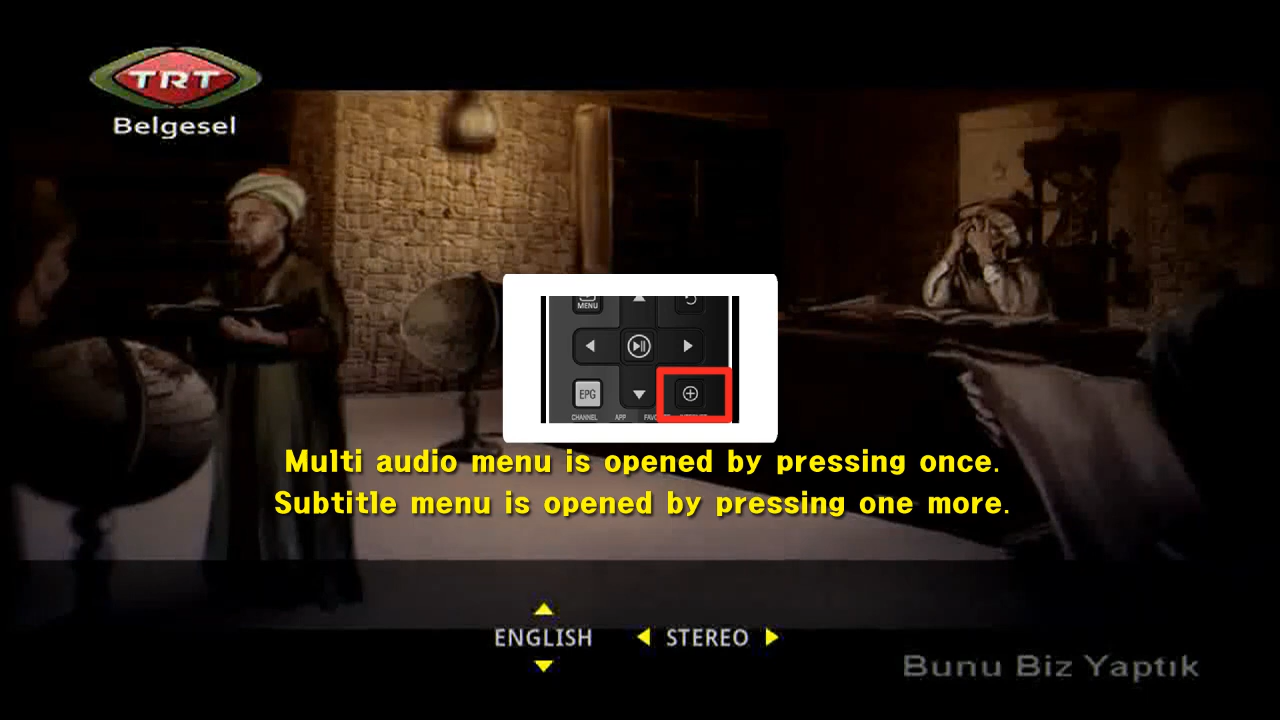 TRT
Belgesel
MENU
EPG
CHANNEL APP
Multi audio menu is opened by pressing once.
Subtitle menu is opened by pressing one more.
ENGLISH STEREO
Bunu Biz Yaptık